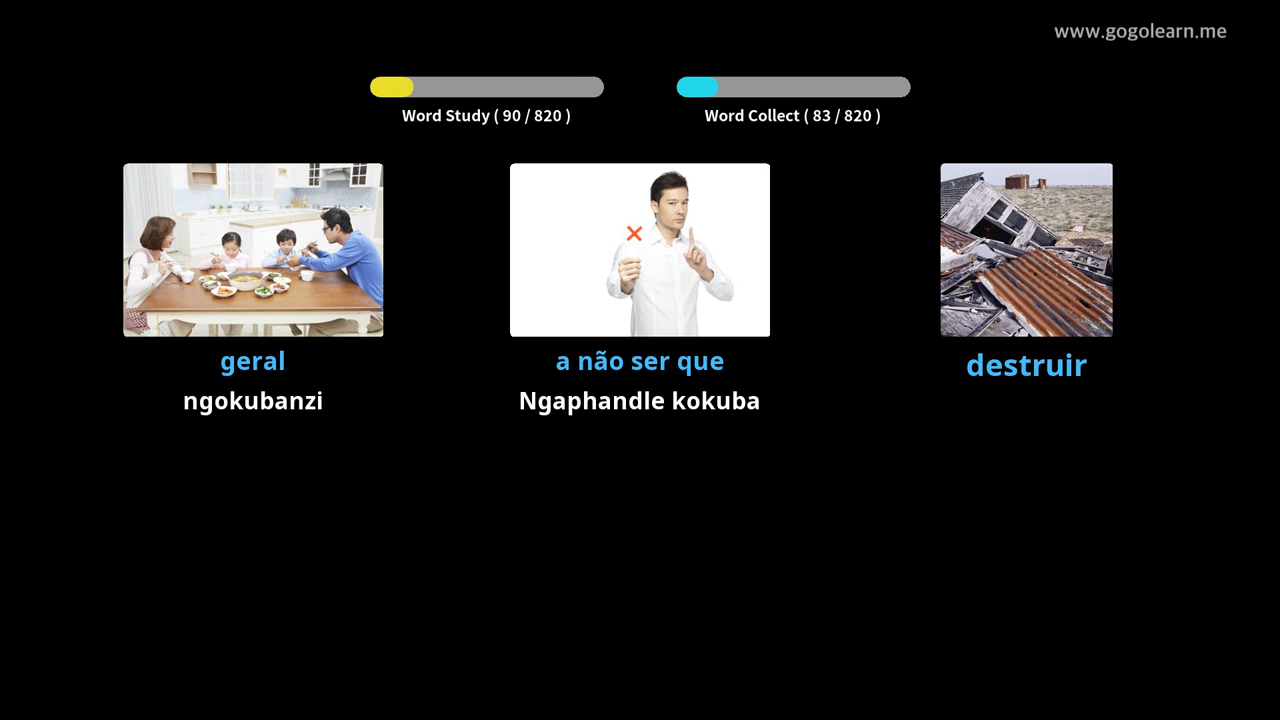 www.gogolearn.me
Word Study ( 90 / 820 )
Word Collect ( 83 / 820 )
geral
ngokubanzi
a não ser que
Ngaphandle kokuba
destruir